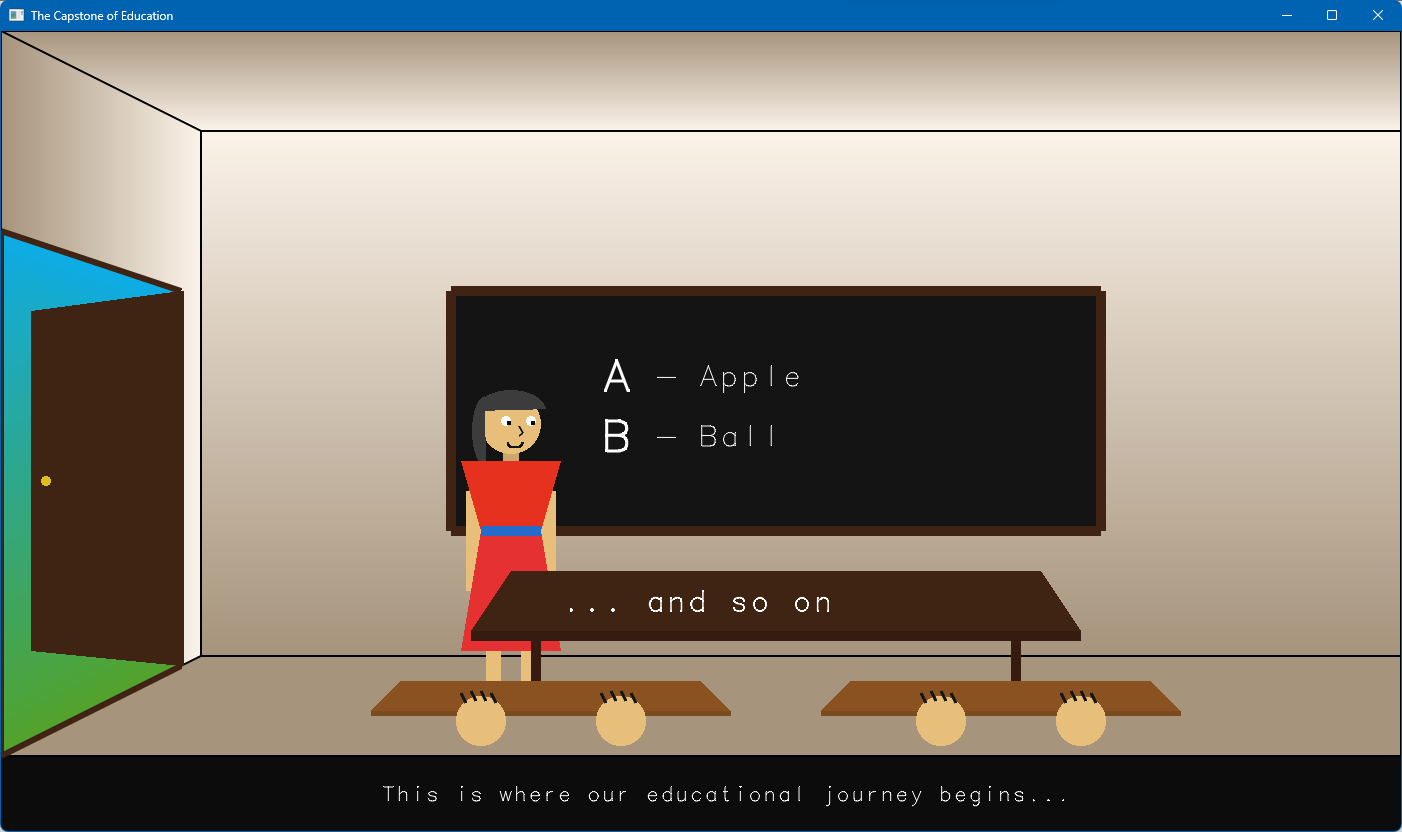 The Capstone of Education
A - Apple
B - Ball
... and so on
This is where our educational journey begins...